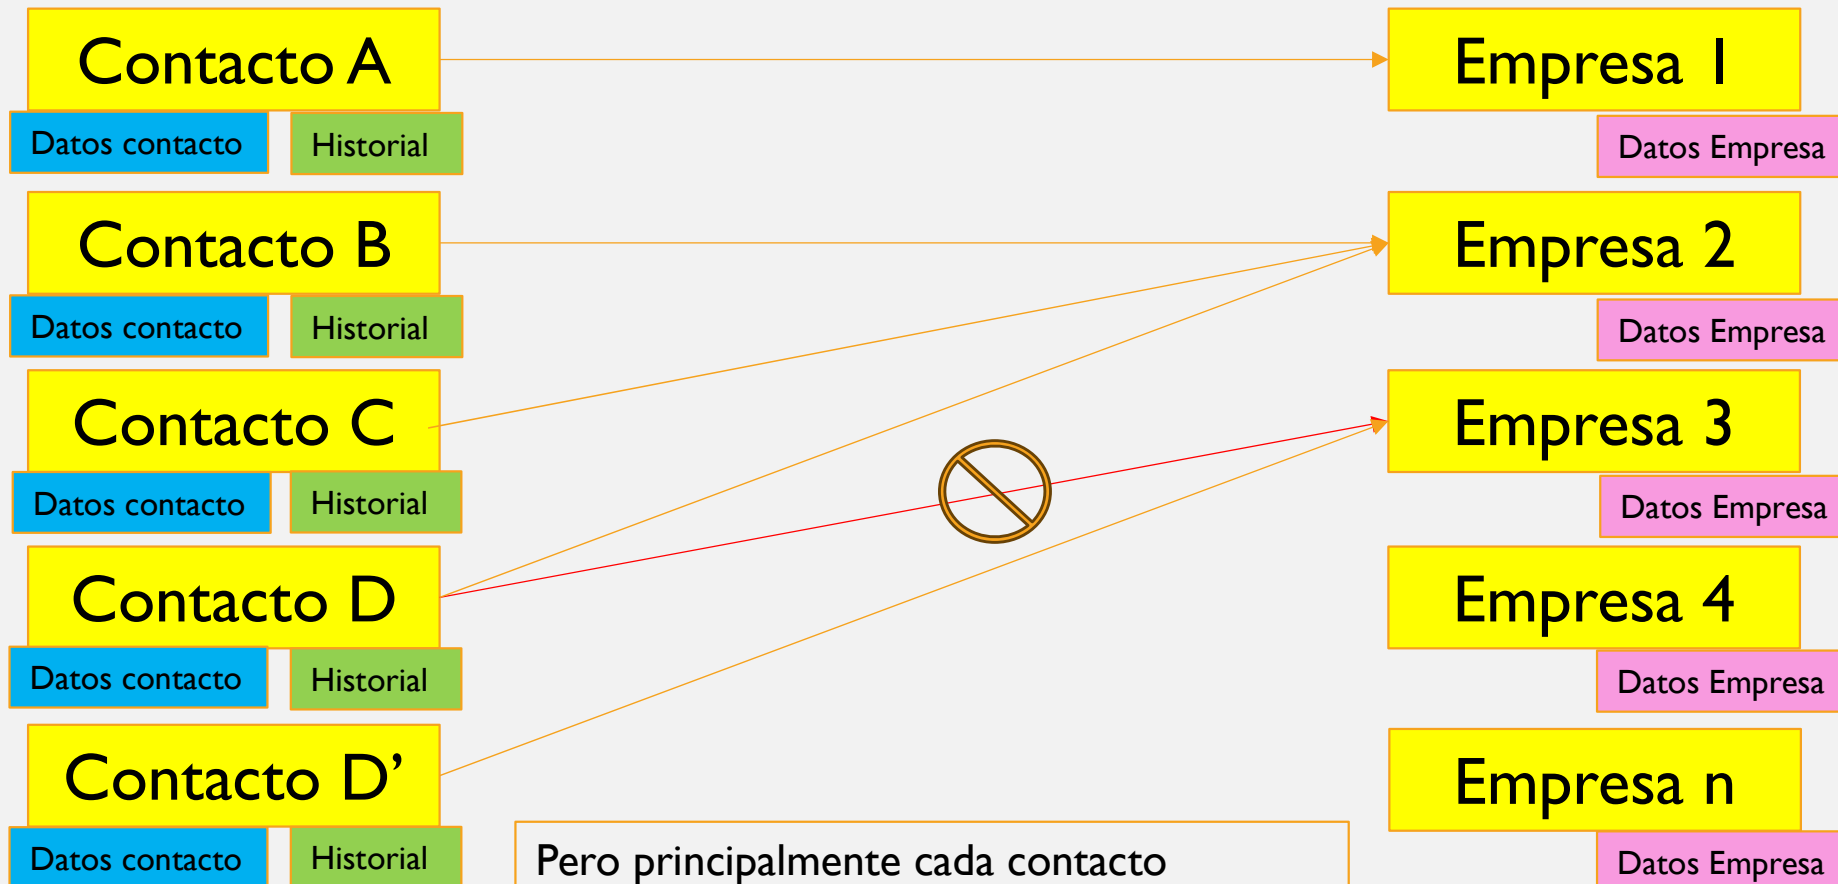 Contacto A
Datos contacto
Historial
Empresa 1
Datos Empresa
Contacto B
Datos contacto
Historial
Empresa 2
Datos Empresa
Contacto C
Datos contacto
Historial
Empresa 3
Datos Empresa
Contacto D
Datos contacto
Historial
Empresa 4
Datos Empresa
Contacto D’
Datos contacto
Historial
Empresa n
Datos Empresa
Pero principalmente cada contacto